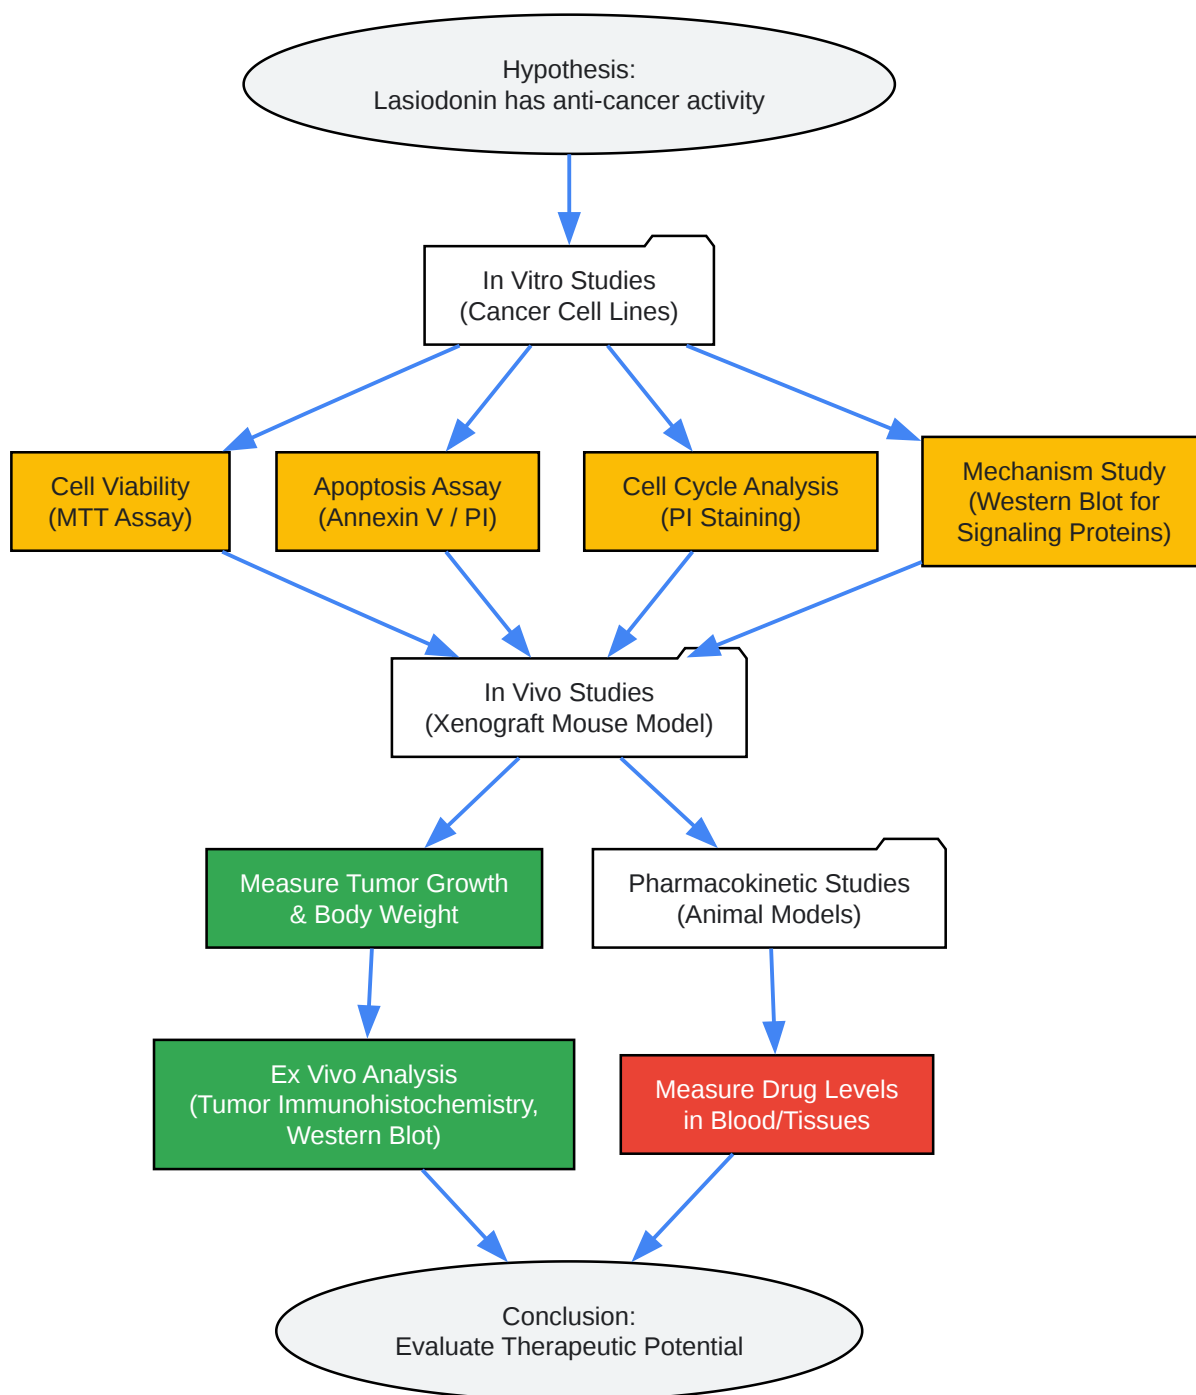 Hypothesis:
Lasiodonin has anti-cancer activity
In Vitro Studies
(Cancer Cell Lines)
Cell Viability
(MTT Assay)
Apoptosis Assay
(Annexin V / PI)
Cell Cycle Analysis
(PI Staining)
Mechanism Study
(Western Blot for
Signaling Proteins)
In Vivo Studies
(Xenograft Mouse Model)
Measure Tumor Growth
& Body Weight
Pharmacokinetic Studies
(Animal Models)
Ex Vivo Analysis
(Tumor Immunohistochemistry,
Western Blot)
Measure Drug Levels
in Blood/Tissues
Conclusion:
Evaluate Therapeutic Potential